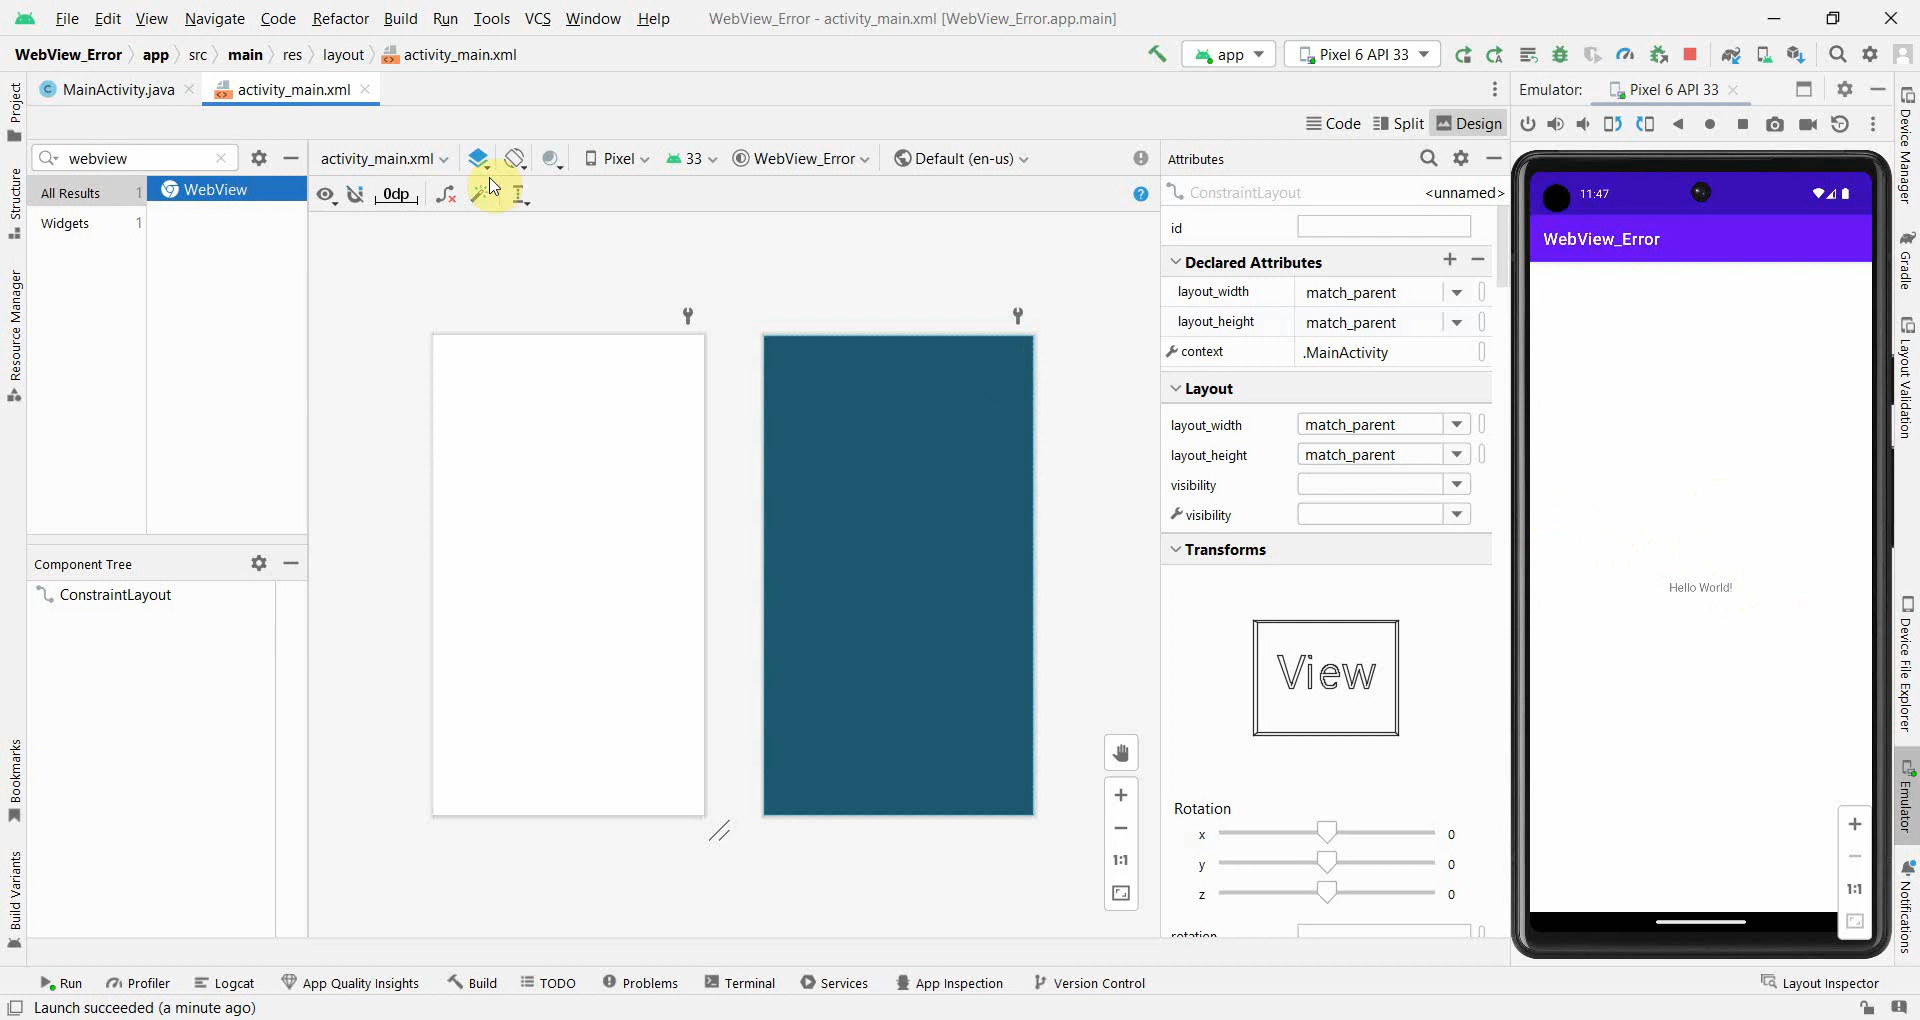 File Edit View Navigate Code Refactor Build Run Tools VCS Window Help WebView_Error - activity_main.xml [WebView_Error.app.main]
WebView_Error app src main res layout activity_main.xml app Pixel 6 API 33
MainActivity.java activity_main.xml Emulator: Pixel 6 API 33
Code Split Design
webview activity_main.xml Pixel 33 WebView_Error Default (en-us) Attributes
All Results 1 WebView 0dp ConstraintLayout <unnamed>
Widgets 1
id
Declared Attributes
layout_width match_parent
layout_height match_parent
context .MainActivity
Layout
layout_width match_parent
layout_height match_parent
visibility
visibility
Transforms
View
Rotation
x 0
y 0
z 0
rotation
1:1
Component Tree
ConstraintLayout
11:47
WebView_Error
Hello World!
1:1
Project
Structure
Resource Manager
Bookmarks
Build Variants
Device Manager
Gradle
Layout Validation
Device File Explorer
Emulator
Notifications
Run Profiler Logcat App Quality Insights Build TODO Problems Terminal Services App Inspection Version Control Layout Inspector
Launch succeeded (a minute ago)